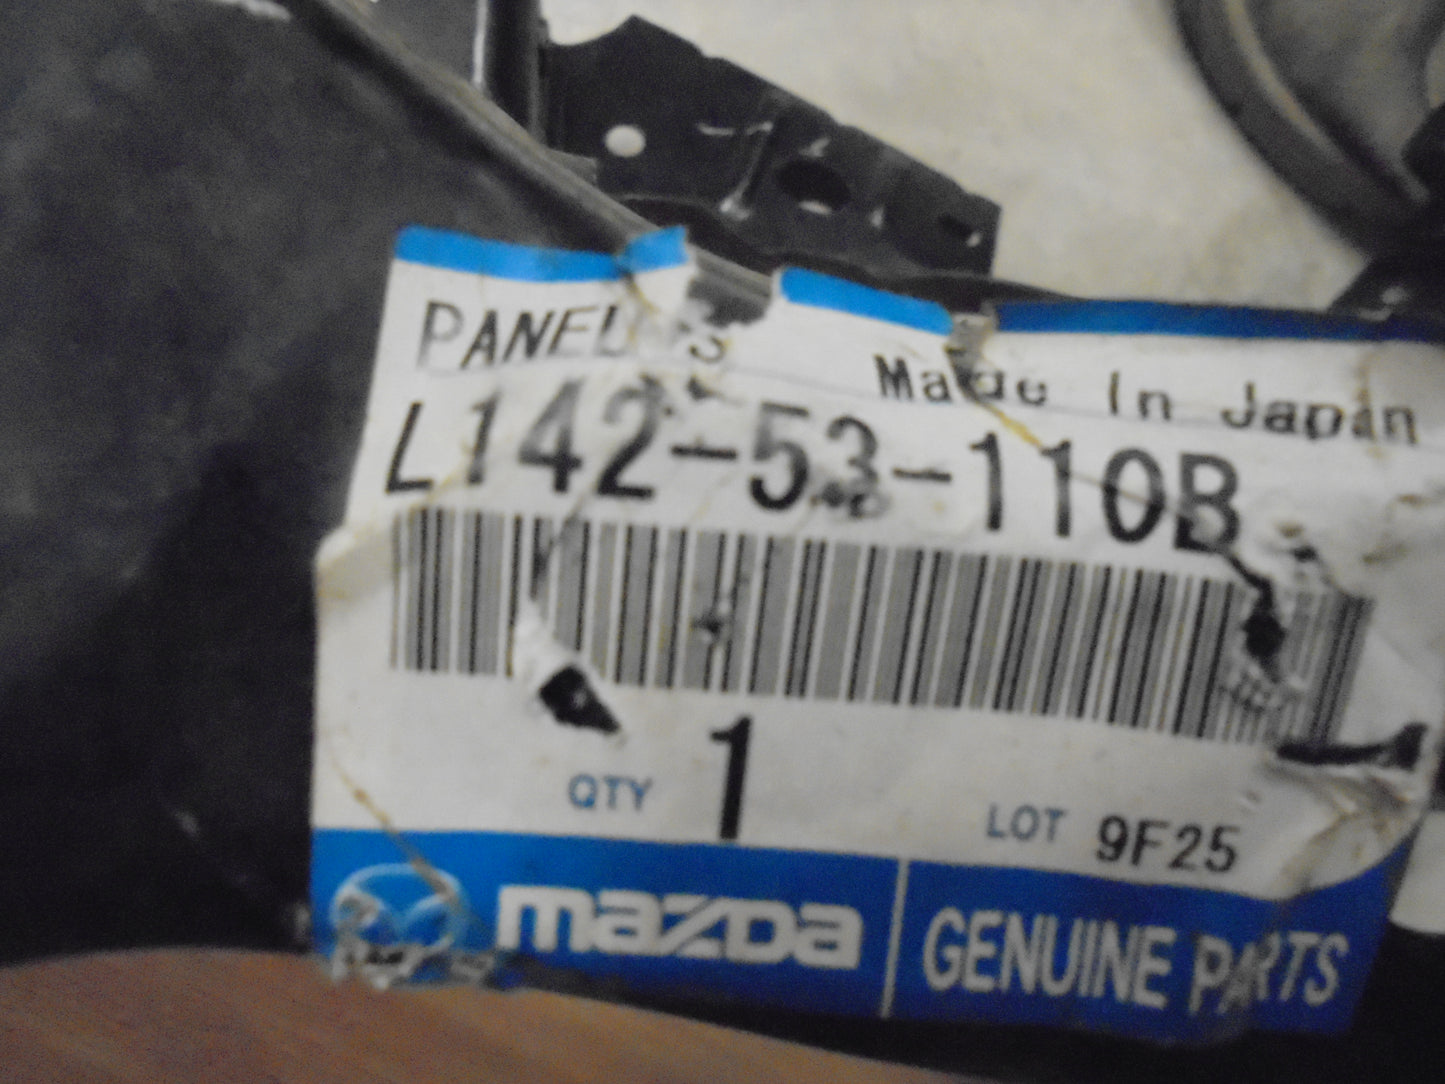 PANEL
Made In Japan
L142-53-110B
QTY 1
LOT 9F25
mazda
GENUINE PARTS